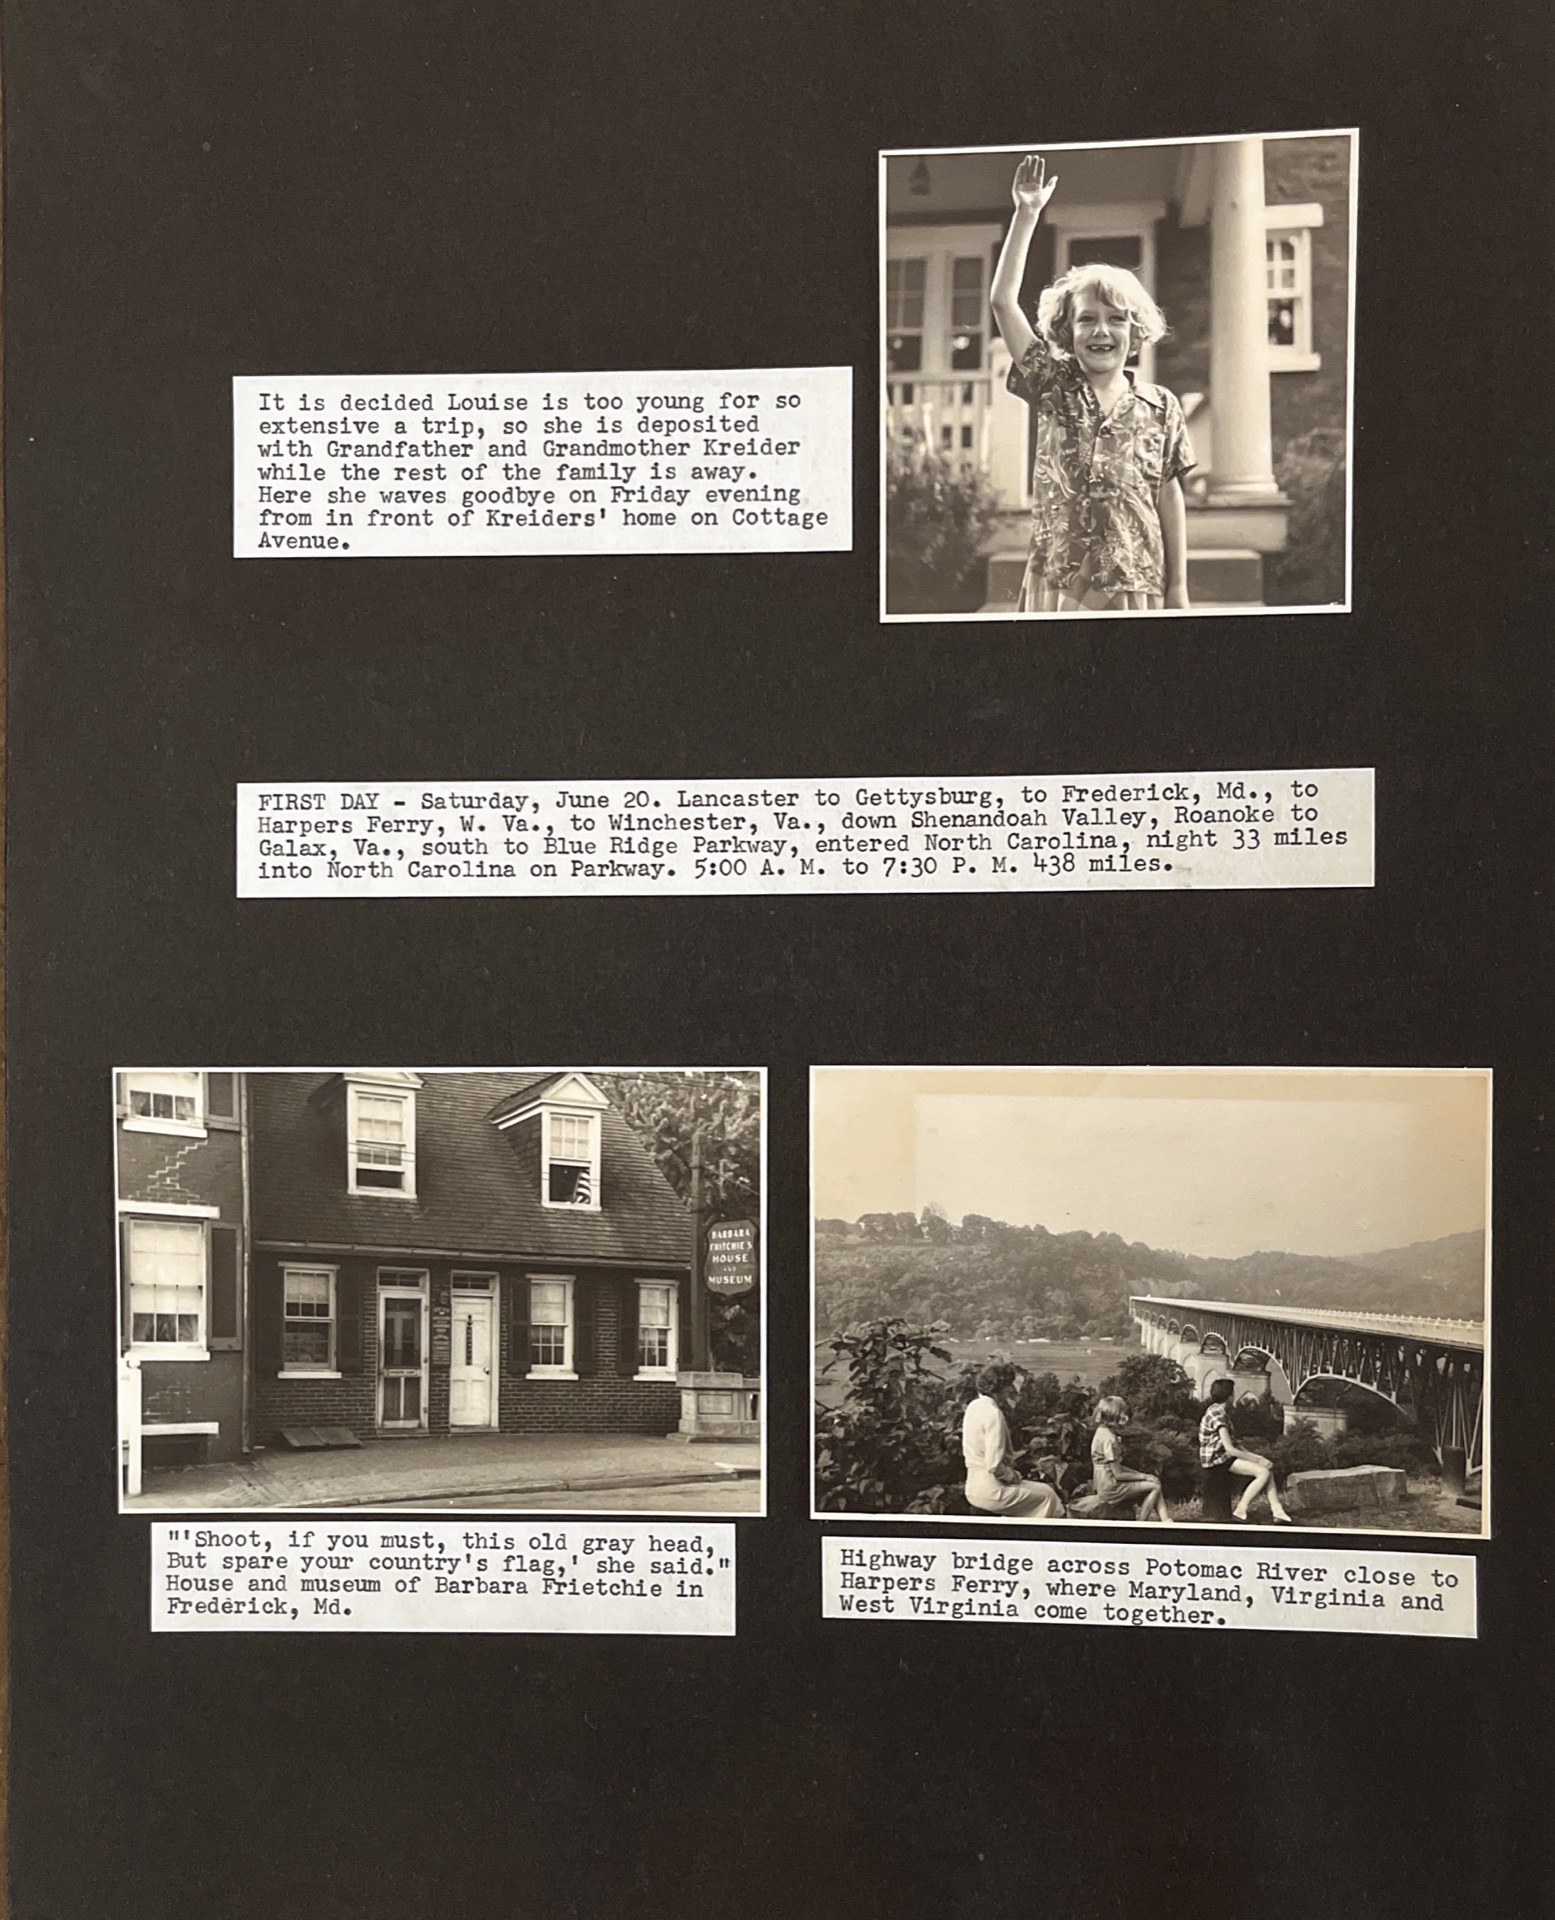 It is decided Louise is too young for so
extensive a trip, so she is deposited
with Grandfather and Grandmother Kreider
while the rest of the family is away.
Here she waves goodbye on Friday evening
from in front of Kreiders' home on Cottage
Avenue.
FIRST DAY - Saturday, June 20. Lancaster to Gettysburg, to Frederick, Md., to
Harpers Ferry, W. Va., to Winchester, Va., down Shenandoah Valley, Roanoke to
Galax, Va., south to Blue Ridge Parkway, entered North Carolina, night 33 miles
into North Carolina on Parkway. 5:00 A. M. to 7:30 P. M. 438 miles.
BARBARA
FRITCHIE'S
HOUSE
AND
MUSEUM
"'Shoot, if you must, this old gray head,
But spare your country's flag,' she said."
House and museum of Barbara Frietchie in
Frederick, Md.
Highway bridge across Potomac River close to
Harpers Ferry, where Maryland, Virginia and
West Virginia come together.